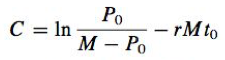 C = ln P₀ / (M − P₀) − rMt₀